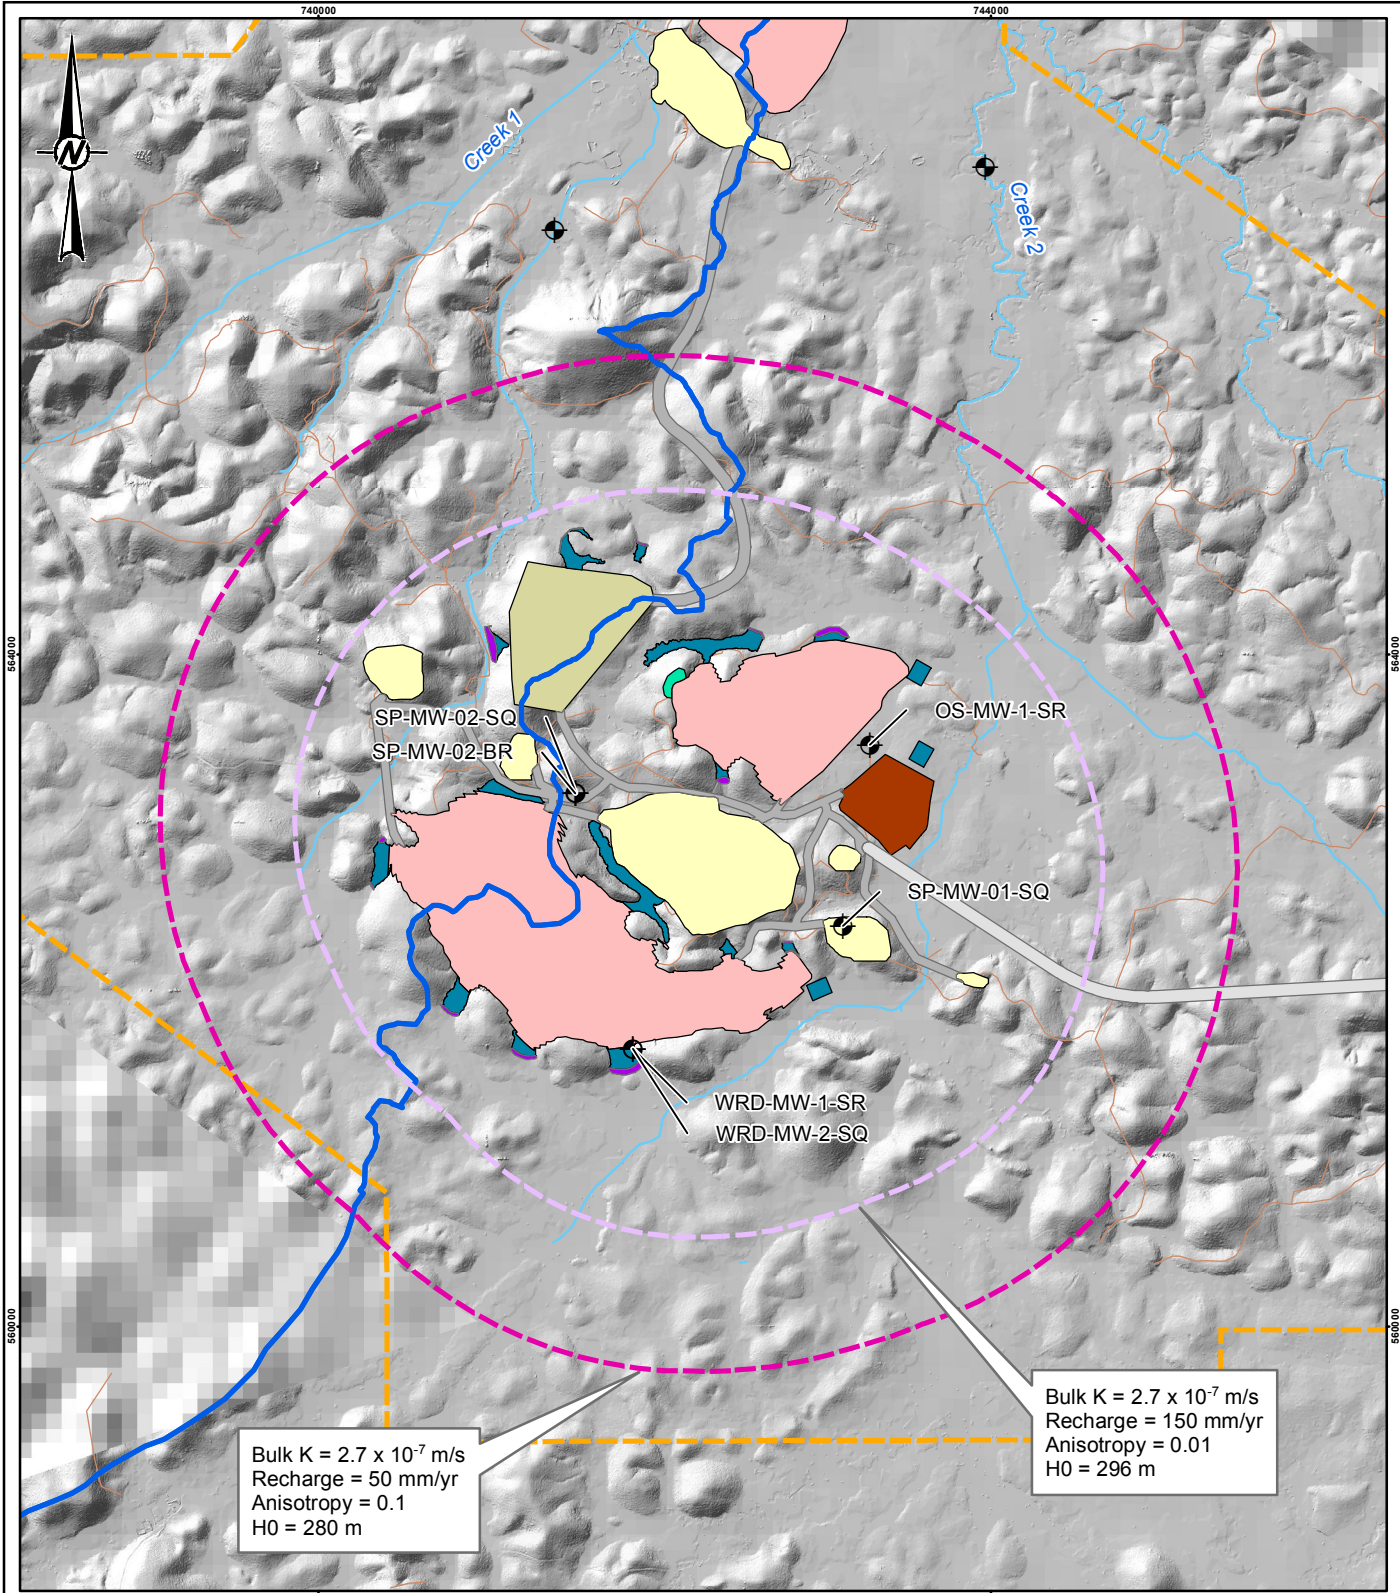 740000
744000
N
Creek 1
Creek 2
564000
564000
SP-MW-02-SQ
OS-MW-1-SR
SP-MW-02-BR
SP-MW-01-SQ
WRD-MW-1-SR
WRD-MW-2-SQ
560000
560000
Bulk K = 2.7 x 10⁻⁷ m/s
Recharge = 150 mm/yr
Anisotropy = 0.01
H0 = 296 m
Bulk K = 2.7 x 10⁻⁷ m/s
Recharge = 50 mm/yr
Anisotropy = 0.1
H0 = 280 m